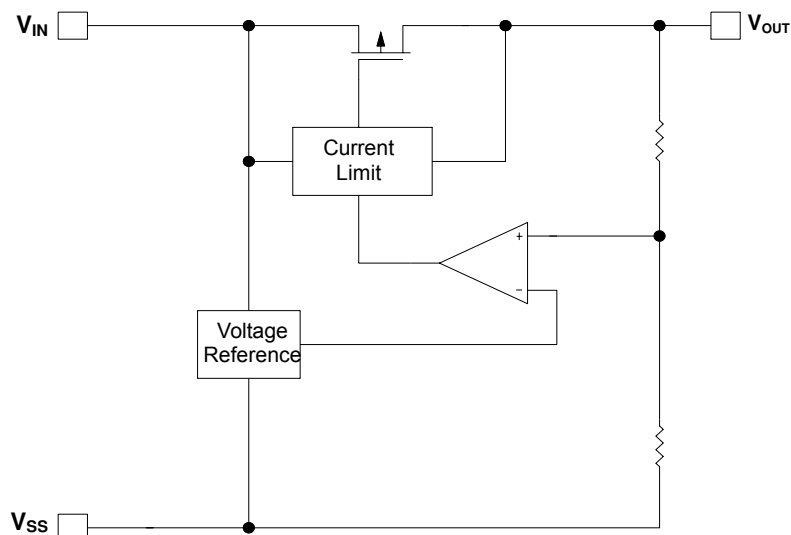 VIN
VOUT
Current
Limit
+
−
Voltage
Reference
VSS